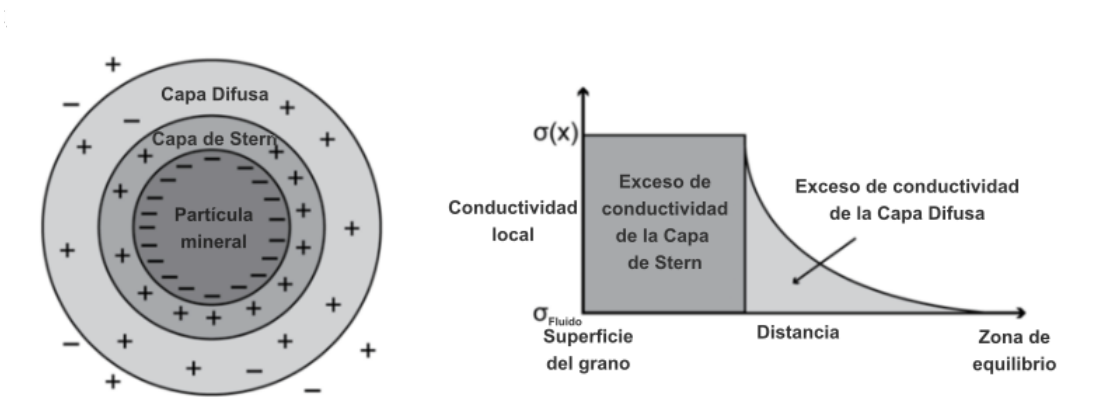 Capa Difusa
Capa de Stern
Partícula
mineral
σ(x)
Conductividad
local
σFluido
Exceso de
conductividad
de la Capa
de Stern
Exceso de conductividad
de la Capa Difusa
Superficie
del grano
Distancia
Zona de
equilibrio